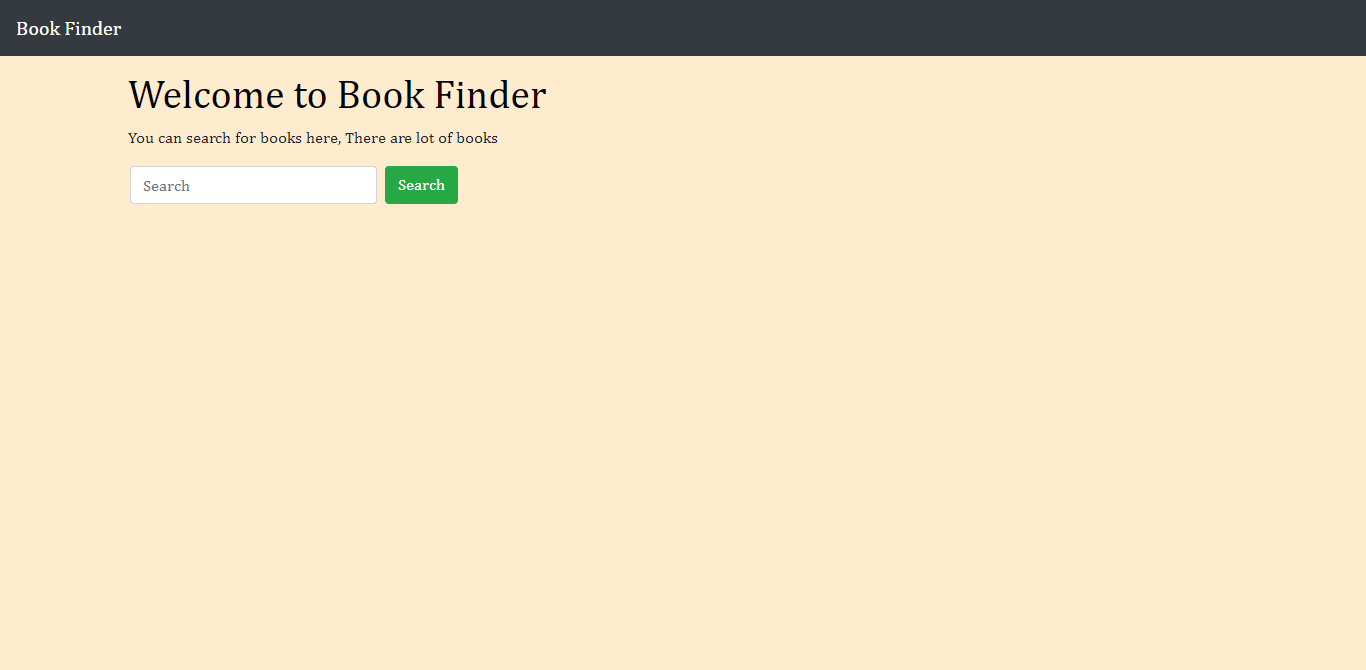 Book Finder
Welcome to Book Finder
You can search for books here, There are lot of books
Search Search